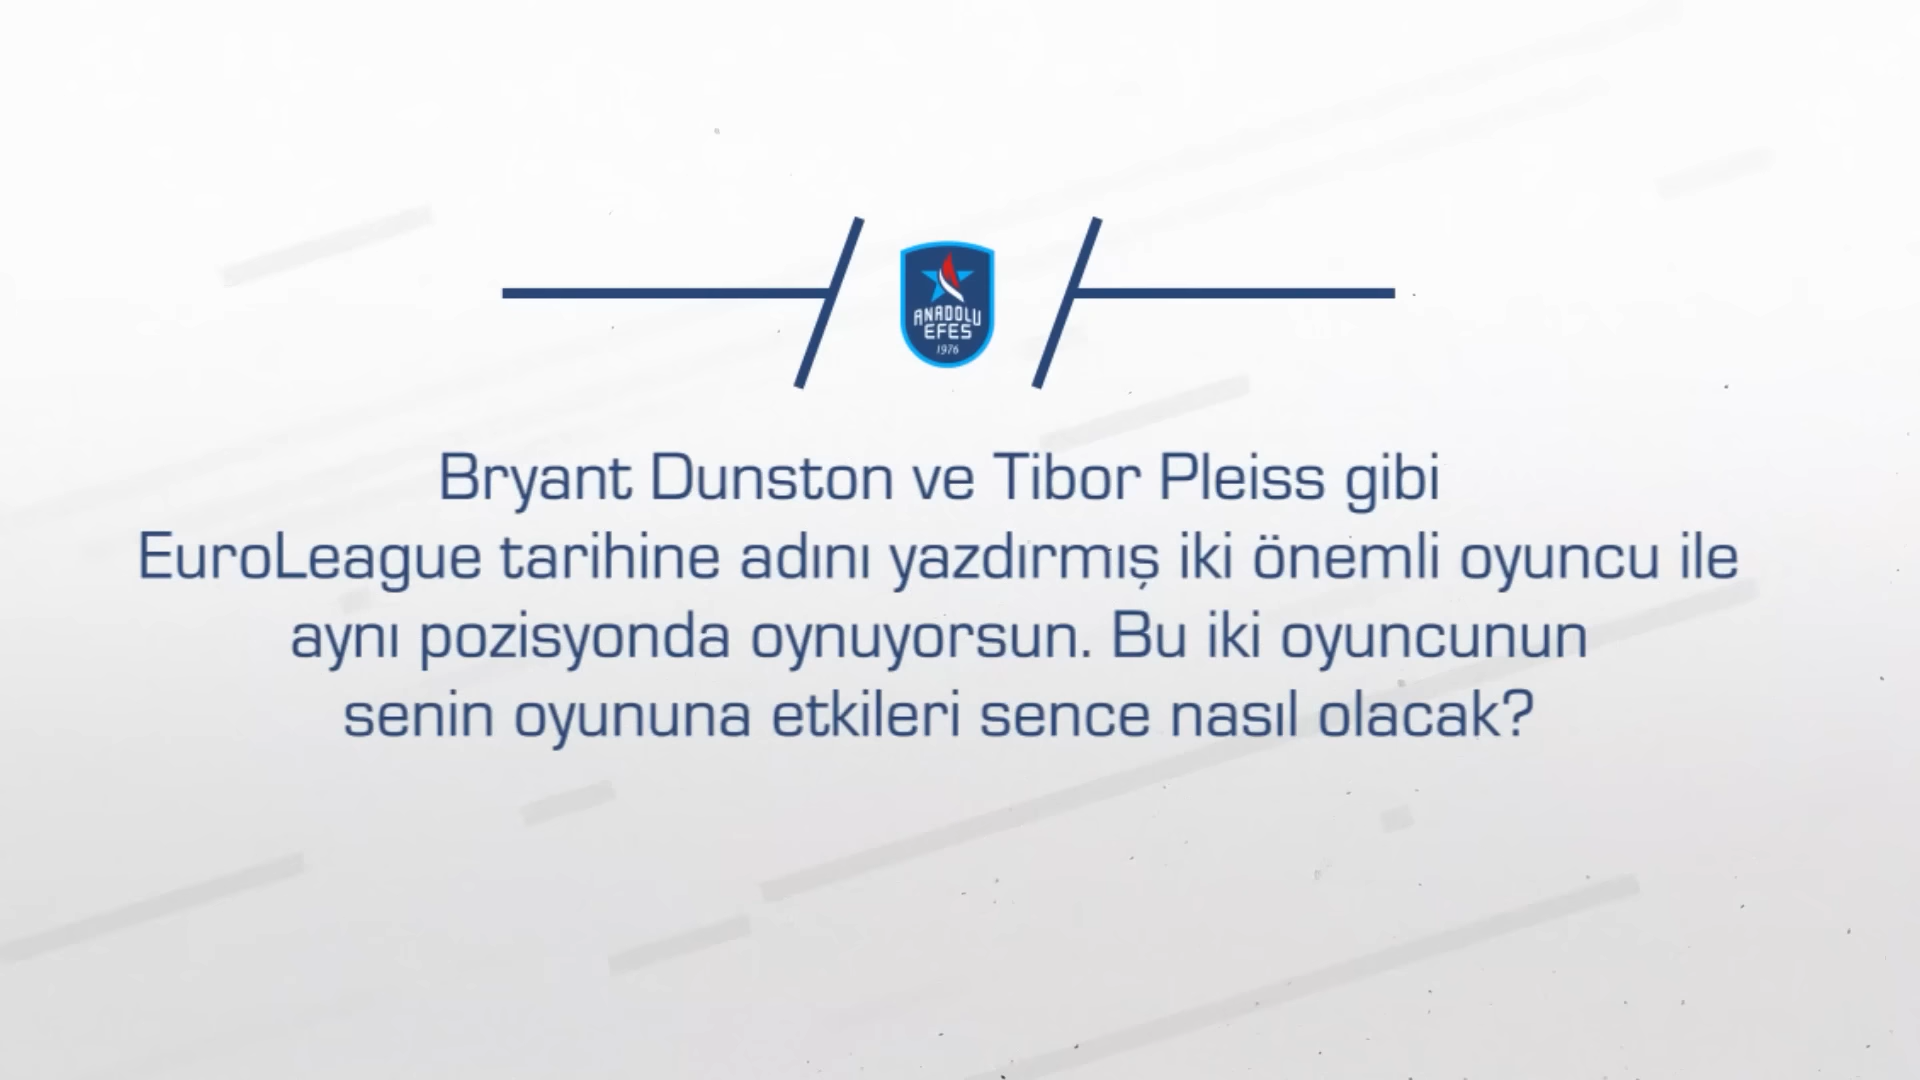 ANADOLU
EFES
1976
Bryant Dunston ve Tibor Pleiss gibi
EuroLeague tarihine adını yazdırmış iki önemli oyuncu ile
aynı pozisyonda oynuyorsun. Bu iki oyuncunun
senin oyununa etkileri sence nasıl olacak?